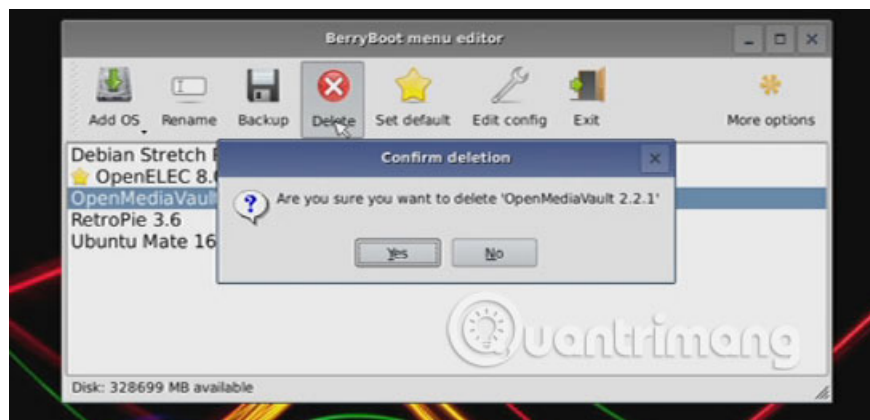 BerryBoot menu editor
Add OS Rename Backup Delete Set default Edit config Exit More options
Debian Stretch
Confirm deletion
OpenELEC 8.
Are you sure you want to delete 'OpenMediaVault 2.2.1'
OpenMediaVault
RetroPie 3.6
Ubuntu Mate 16
Yes No
Quantrimang
Disk: 328699 MB available